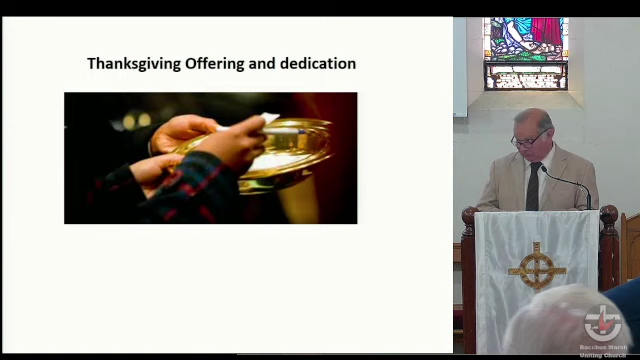 Thanksgiving Offering and dedication
Bacchus Marsh
Uniting Church